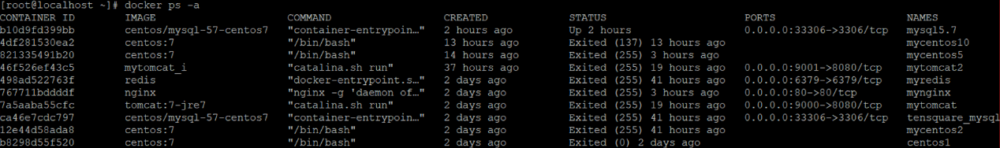 [root@localhost ~]# docker ps -a
CONTAINER ID IMAGE COMMAND CREATED STATUS PORTS NAMES
b10d9fd399bb centos/mysql-57-centos7 "container-entrypoin…" 2 hours ago Up 2 hours 0.0.0.0:33306->3306/tcp mysql5.7
4df281530ea2 centos:7 "/bin/bash" 13 hours ago Exited (137) 13 hours ago mycentos10
821335491b20 centos:7 "/bin/bash" 14 hours ago Exited (255) 3 hours ago mycentos5
46f526ef43c5 mytomcat_i "catalina.sh run" 37 hours ago Exited (255) 19 hours ago 0.0.0.0:9001->8080/tcp mytomcat2
498ad522763f redis "docker-entrypoint.s…" 2 days ago Exited (255) 41 hours ago 0.0.0.0:6379->6379/tcp myredis
767711bddddf nginx "nginx -g 'daemon of…" 2 days ago Exited (255) 3 hours ago 0.0.0.0:80->80/tcp mynginx
7a5aaba55cfc tomcat:7-jre7 "catalina.sh run" 2 days ago Exited (255) 19 hours ago 0.0.0.0:9000->8080/tcp mytomcat
ca46e7cdc797 centos/mysql-57-centos7 "container-entrypoin…" 2 days ago Exited (255) 41 hours ago 0.0.0.0:33306->3306/tcp tensquare_mysql
12e44d58ada8 centos:7 "/bin/bash" 2 days ago Exited (255) 41 hours ago mycentos2
b8298d55f520 centos:7 "/bin/bash" 2 days ago Exited (0) 2 days ago centos1